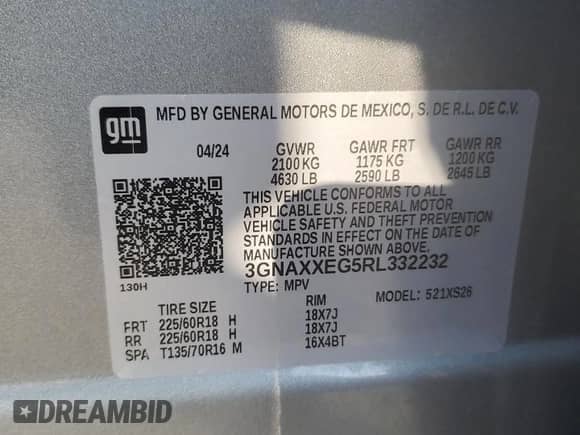 gm
MFD BY GENERAL MOTORS DE MEXICO, S. DE R.L. DE C.V.
04/24 GVWR GAWR FRT GAWR RR
2100 KG 1175 KG 1200 KG
4630 LB 2590 LB 2645 LB
THIS VEHICLE CONFORMS TO ALL
APPLICABLE U.S. FEDERAL MOTOR
VEHICLE SAFETY AND THEFT PREVENTION
STANDARDS IN EFFECT ON THE DATE OF
MANUFACTURE SHOWN ABOVE.
3GNAXXEG5RL332232
130H
TYPE: MPV MODEL: 521XS26
TIRE SIZE RIM
FRT 225/60R18 H 18X7J
RR 225/60R18 H 18X7J
SPA T135/70R16 M 16X4BT
DREAMBID